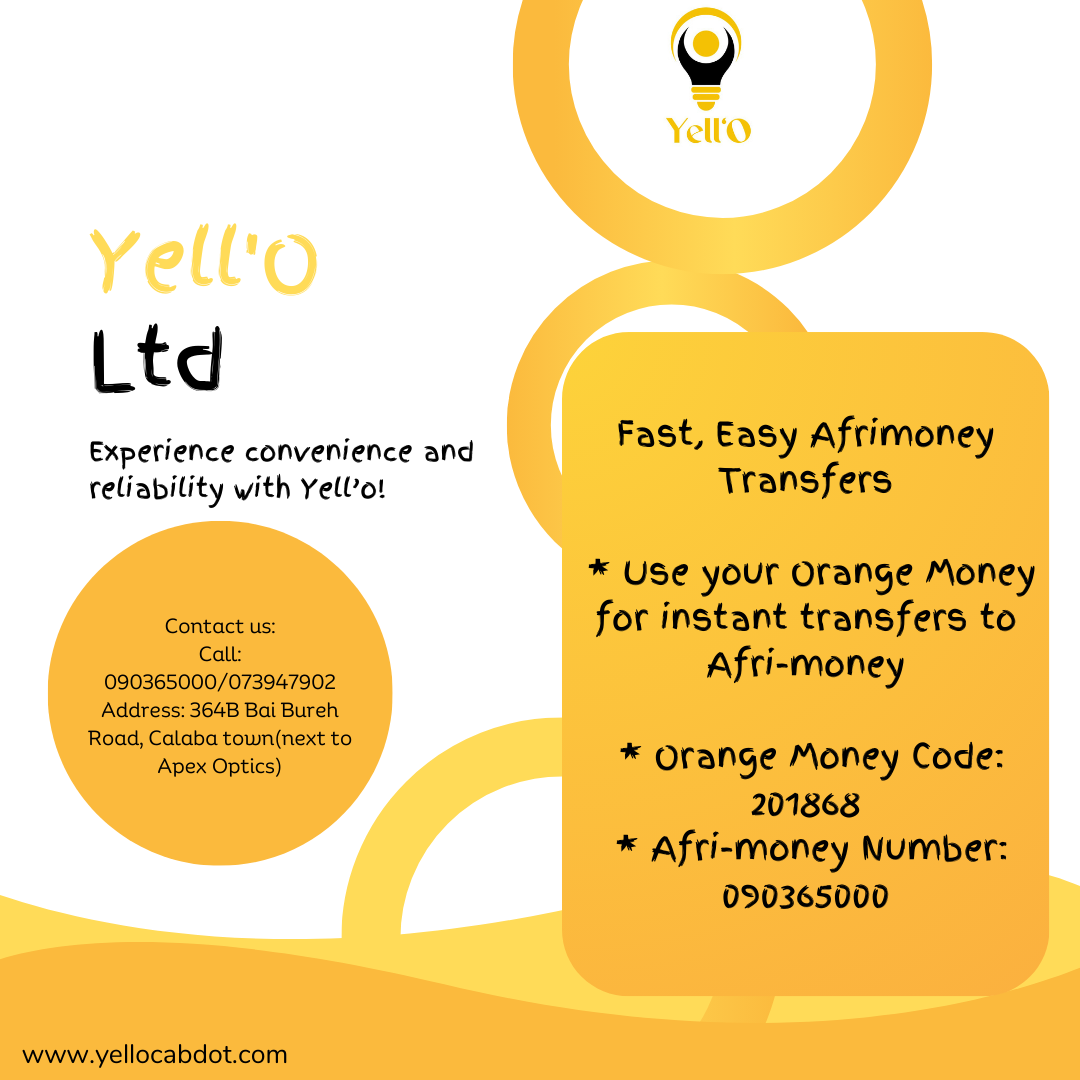 Yell'O
Yell'O
Ltd
Experience convenience and
reliability with Yell'o!
Contact us:
Call:
090365000/073947902
Address: 364B Bai Bureh
Road, Calaba town(next to
Apex Optics)
Fast, Easy Afrimoney
Transfers
* Use your Orange Money
for instant transfers to
Afri-money
* Orange Money Code:
201868
* Afri-money Number:
090365000
www.yellocabdot.com